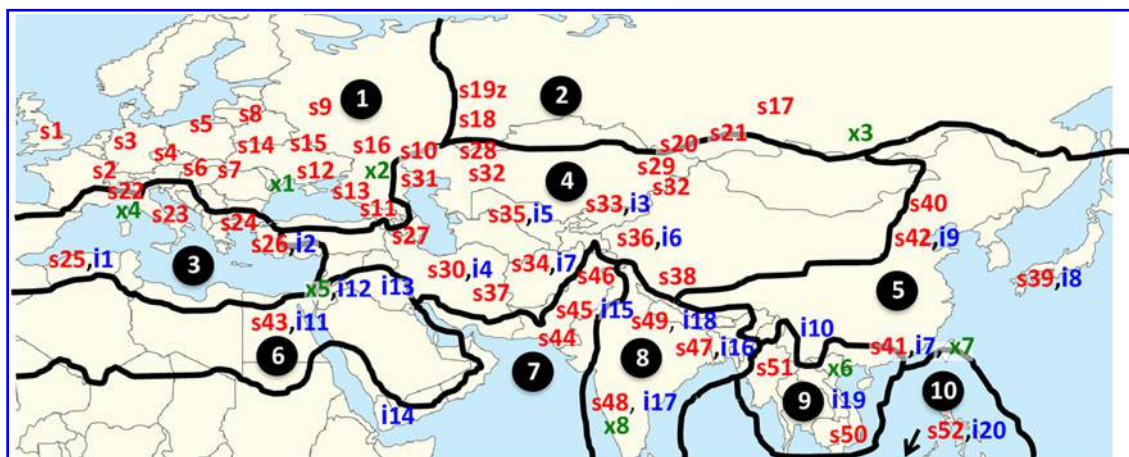 s19z
2
s17
s9
1
s8
s18
s5
s1
s3
s14
s15
s16
s21
x3
s20
s4
s10
s28
s2
s6
s7
s12
x2
s32
s29
s31
4
x1
s13
s32
s22
x4
s23
s11
s35,i5
s33,i3
s40
s24
s27
s26,i2
s36,i6
s42,i9
s25,i1
3
s30,i4
s34,i7
s46
s38
s39,i8
x5,i12
i13
s37
5
s45,i15
s43,i11
s49, i18
i10
s44
s47,i16
s41,i7, x7
6
7
8
s51
x6
10
i14
s48, i17
9
i19
x8
s50
s52,i20